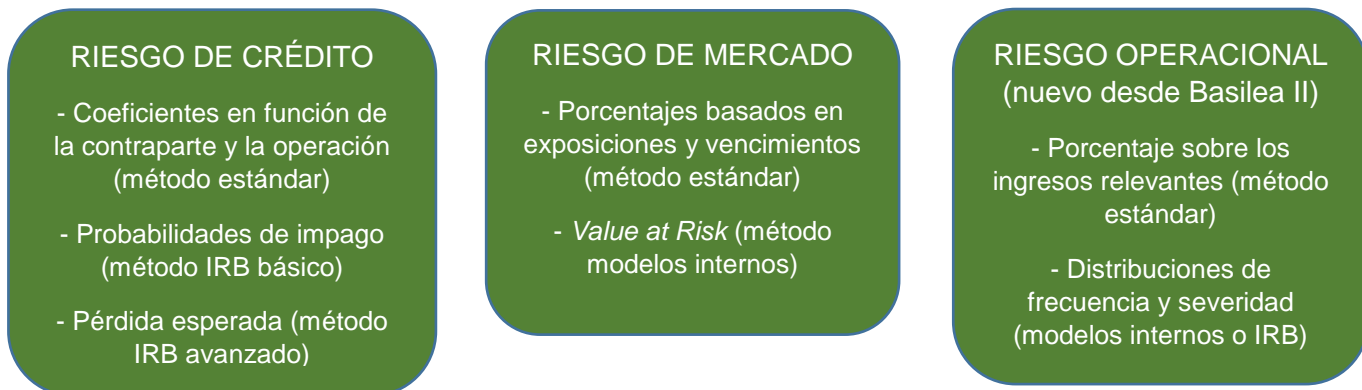 RIESGO DE CRÉDITO
- Coeficientes en función de
la contraparte y la operación
(método estándar)
- Probabilidades de impago
(método IRB básico)
- Pérdida esperada (método
IRB avanzado)
RIESGO DE MERCADO
- Porcentajes basados en
exposiciones y vencimientos
(método estándar)
- Value at Risk (método
modelos internos)
RIESGO OPERACIONAL
(nuevo desde Basilea II)
- Porcentaje sobre los
ingresos relevantes (método
estándar)
- Distribuciones de
frecuencia y severidad
(modelos internos o IRB)